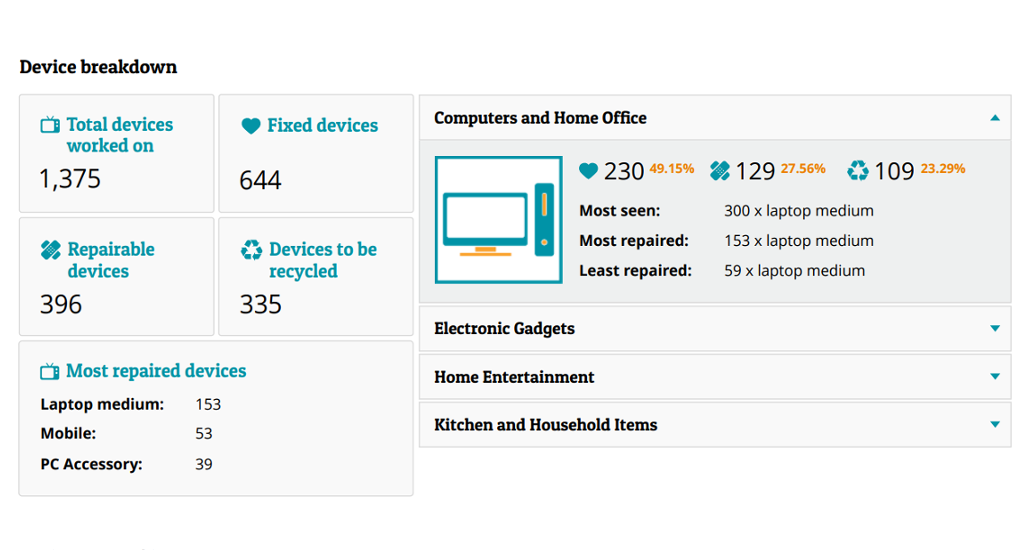 Device breakdown
Total devices
worked on
1,375
Fixed devices
644
Repairable
devices
396
Devices to be
recycled
335
Most repaired devices
Laptop medium: 153
Mobile: 53
PC Accessory: 39
Computers and Home Office
230 49.15% 129 27.56% 109 23.29%
Most seen: 300 x laptop medium
Most repaired: 153 x laptop medium
Least repaired: 59 x laptop medium
Electronic Gadgets
Home Entertainment
Kitchen and Household Items